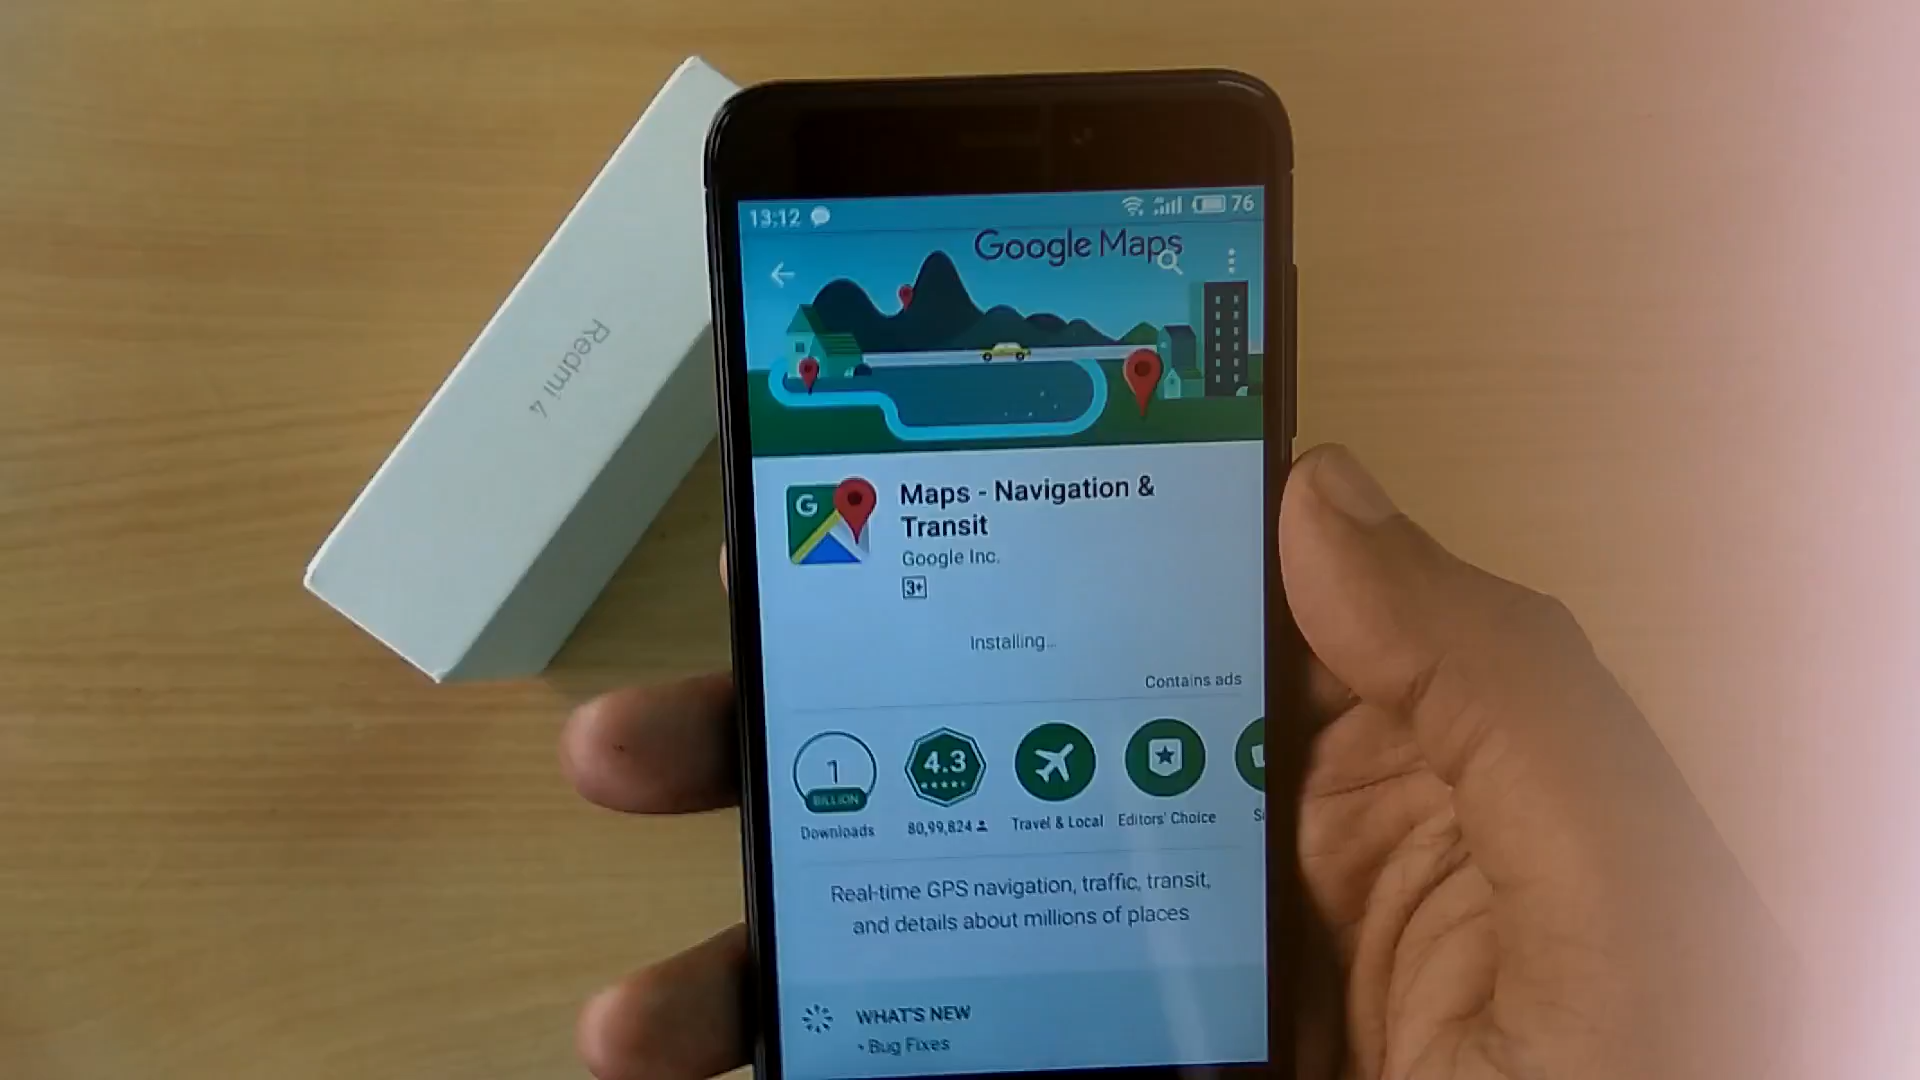 Redmi 4
13:12
76
Google Maps
G
Maps - Navigation &
Transit
Google Inc.
3+
Installing...
Contains ads
1
BILLION
4.3
Downloads
80,99,824
Travel & Local
Editors' Choice
Real-time GPS navigation, traffic, transit,
and details about millions of places
WHAT'S NEW
• Bug Fixes